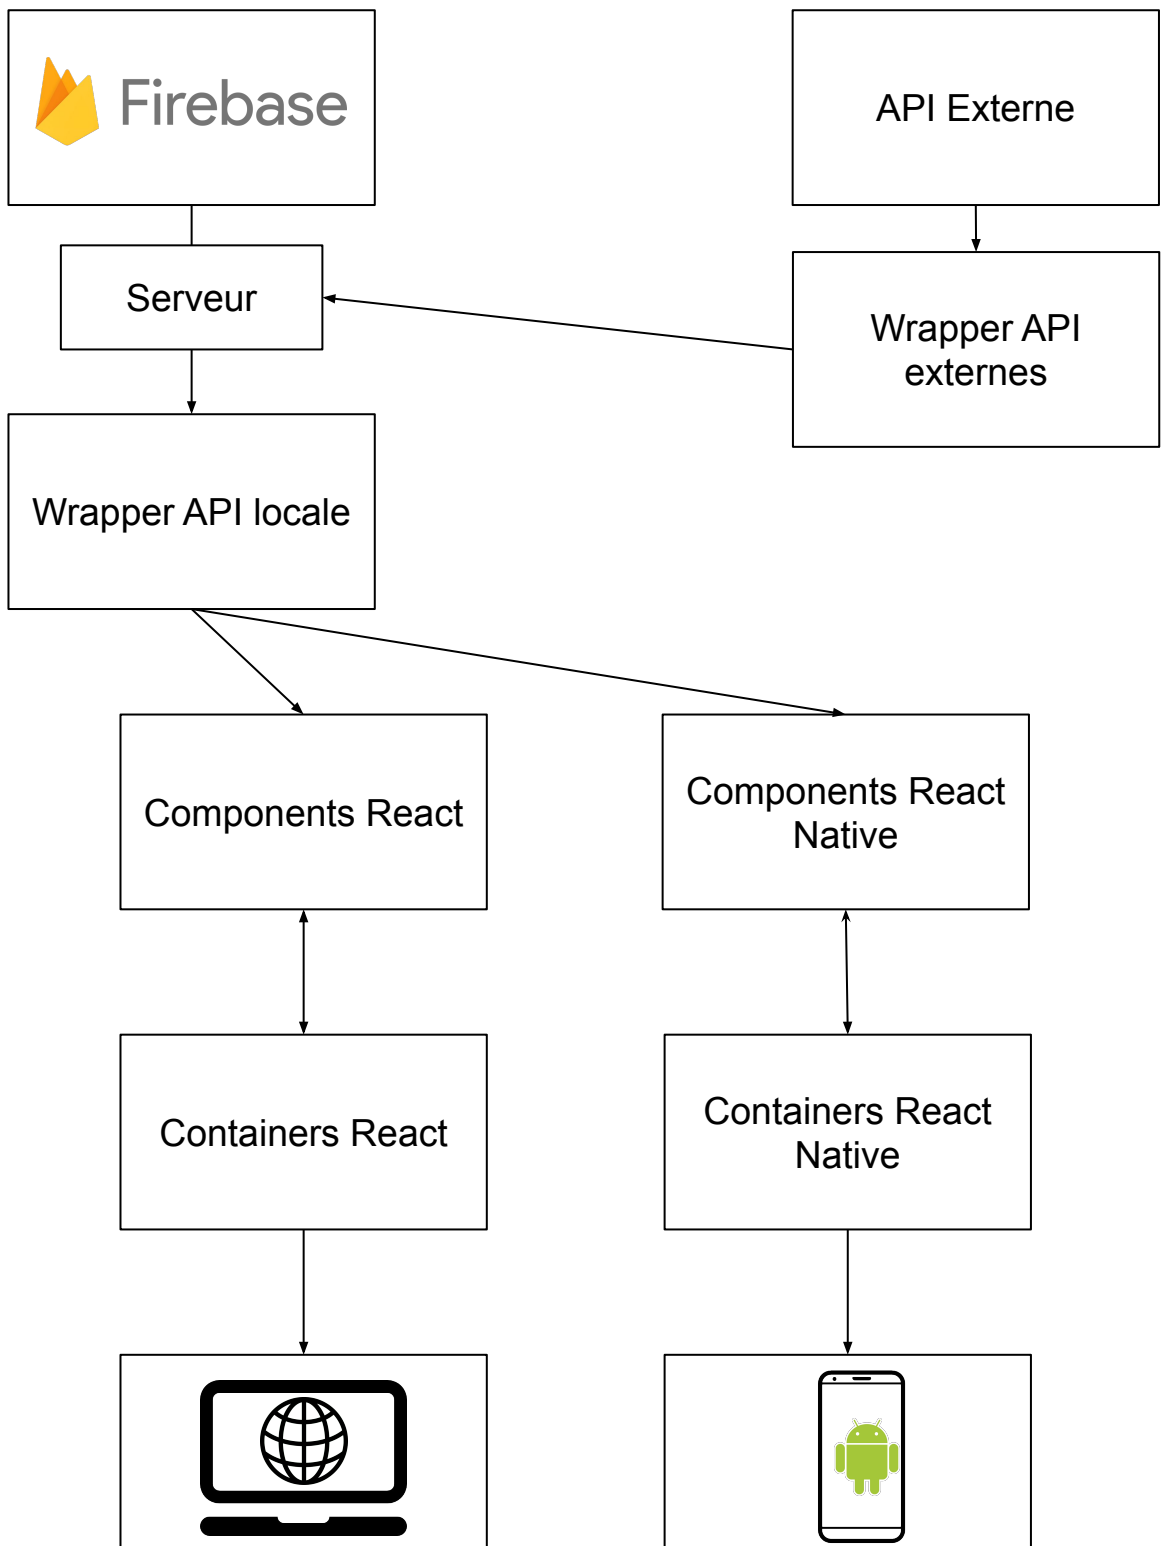 Firebase
API Externe
Serveur
Wrapper API
externes
Wrapper API locale
Components React
Components React
Native
Containers React
Containers React
Native